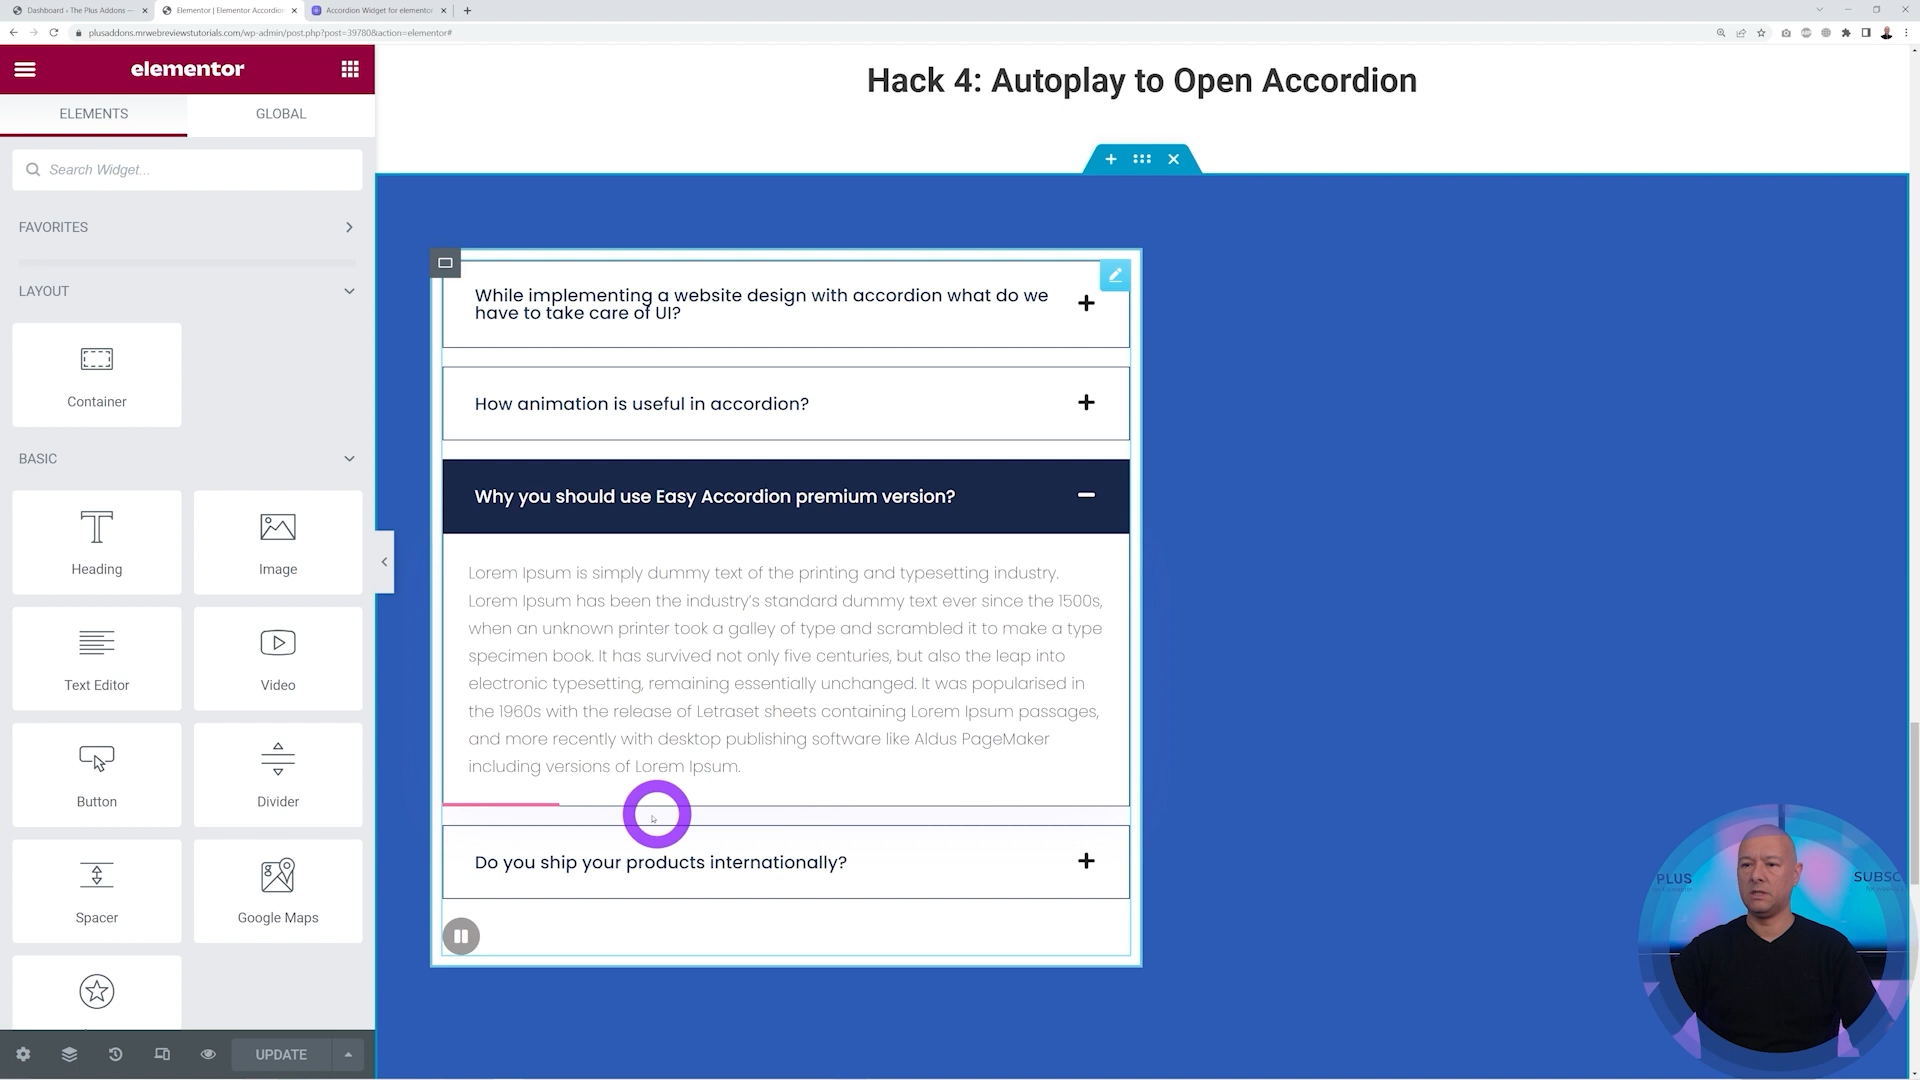 Dashboard ‹ The Plus Addons —
Elementor | Elementor Accordion
Accordion Widget for elementor
plusaddons.mrwebreviewstutorials.com/wp-admin/post.php?post=39780&action=elementor#
elementor
ELEMENTS
GLOBAL
Search Widget...
FAVORITES
LAYOUT
Container
BASIC
Heading
Image
Text Editor
Video
Button
Divider
Spacer
Google Maps
UPDATE
Hack 4: Autoplay to Open Accordion
While implementing a website design with accordion what do we
have to take care of UI?
How animation is useful in accordion?
Why you should use Easy Accordion premium version?
Lorem Ipsum is simply dummy text of the printing and typesetting industry.
Lorem Ipsum has been the industry’s standard dummy text ever since the 1500s,
when an unknown printer took a galley of type and scrambled it to make a type
specimen book. It has survived not only five centuries, but also the leap into
electronic typesetting, remaining essentially unchanged. It was popularised in
the 1960s with the release of Letraset sheets containing Lorem Ipsum passages,
and more recently with desktop publishing software like Aldus PageMaker
including versions of Lorem Ipsum.
Do you ship your products internationally?
PLUS
SUBSC